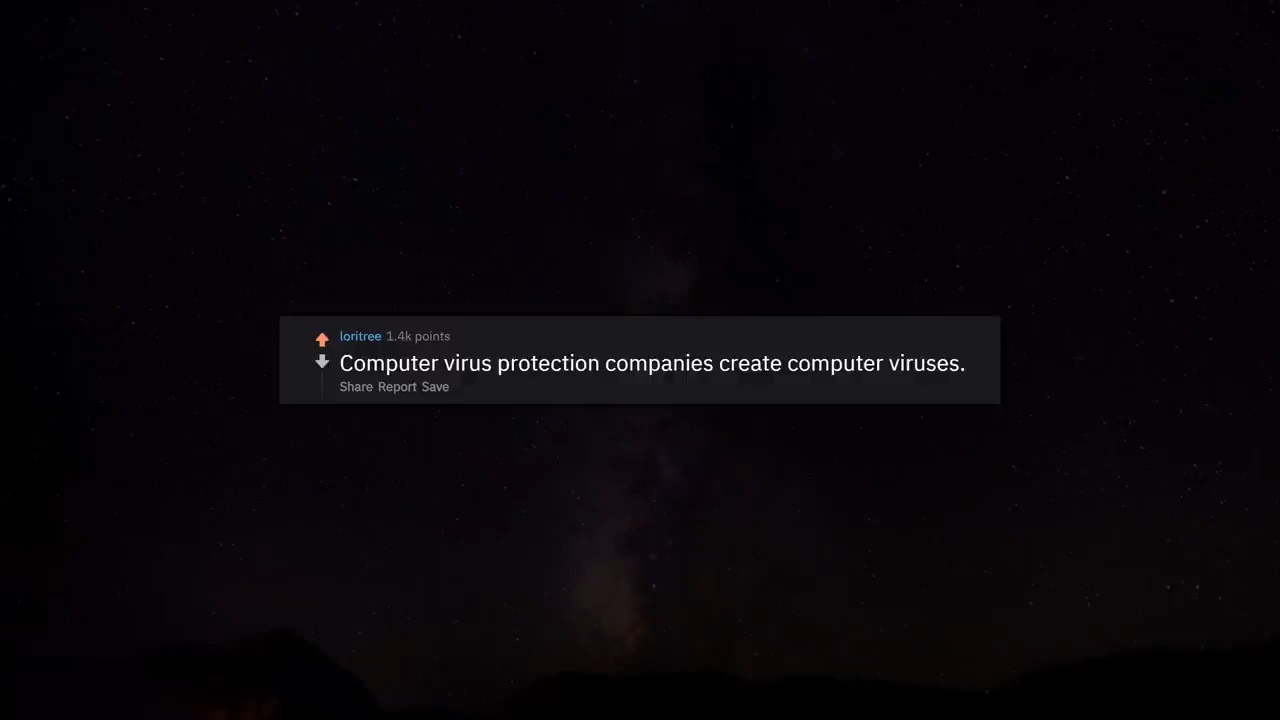 loritree 1.4k points
Computer virus protection companies create computer viruses.
Share Report Save